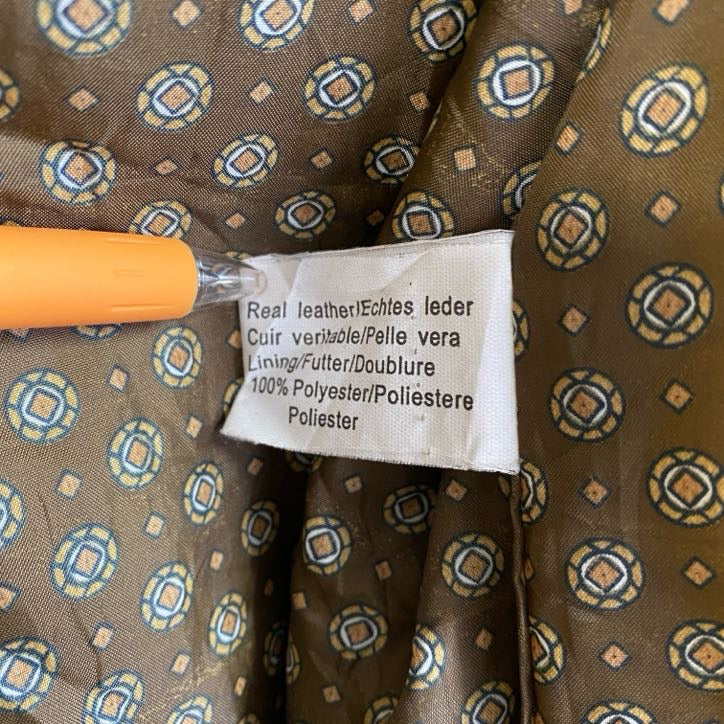 Real leather/Echtes leder
Cuir veritable/Pelle vera
Lining/Futter/Doublure
100% Polyester/Poliestere
Poliester